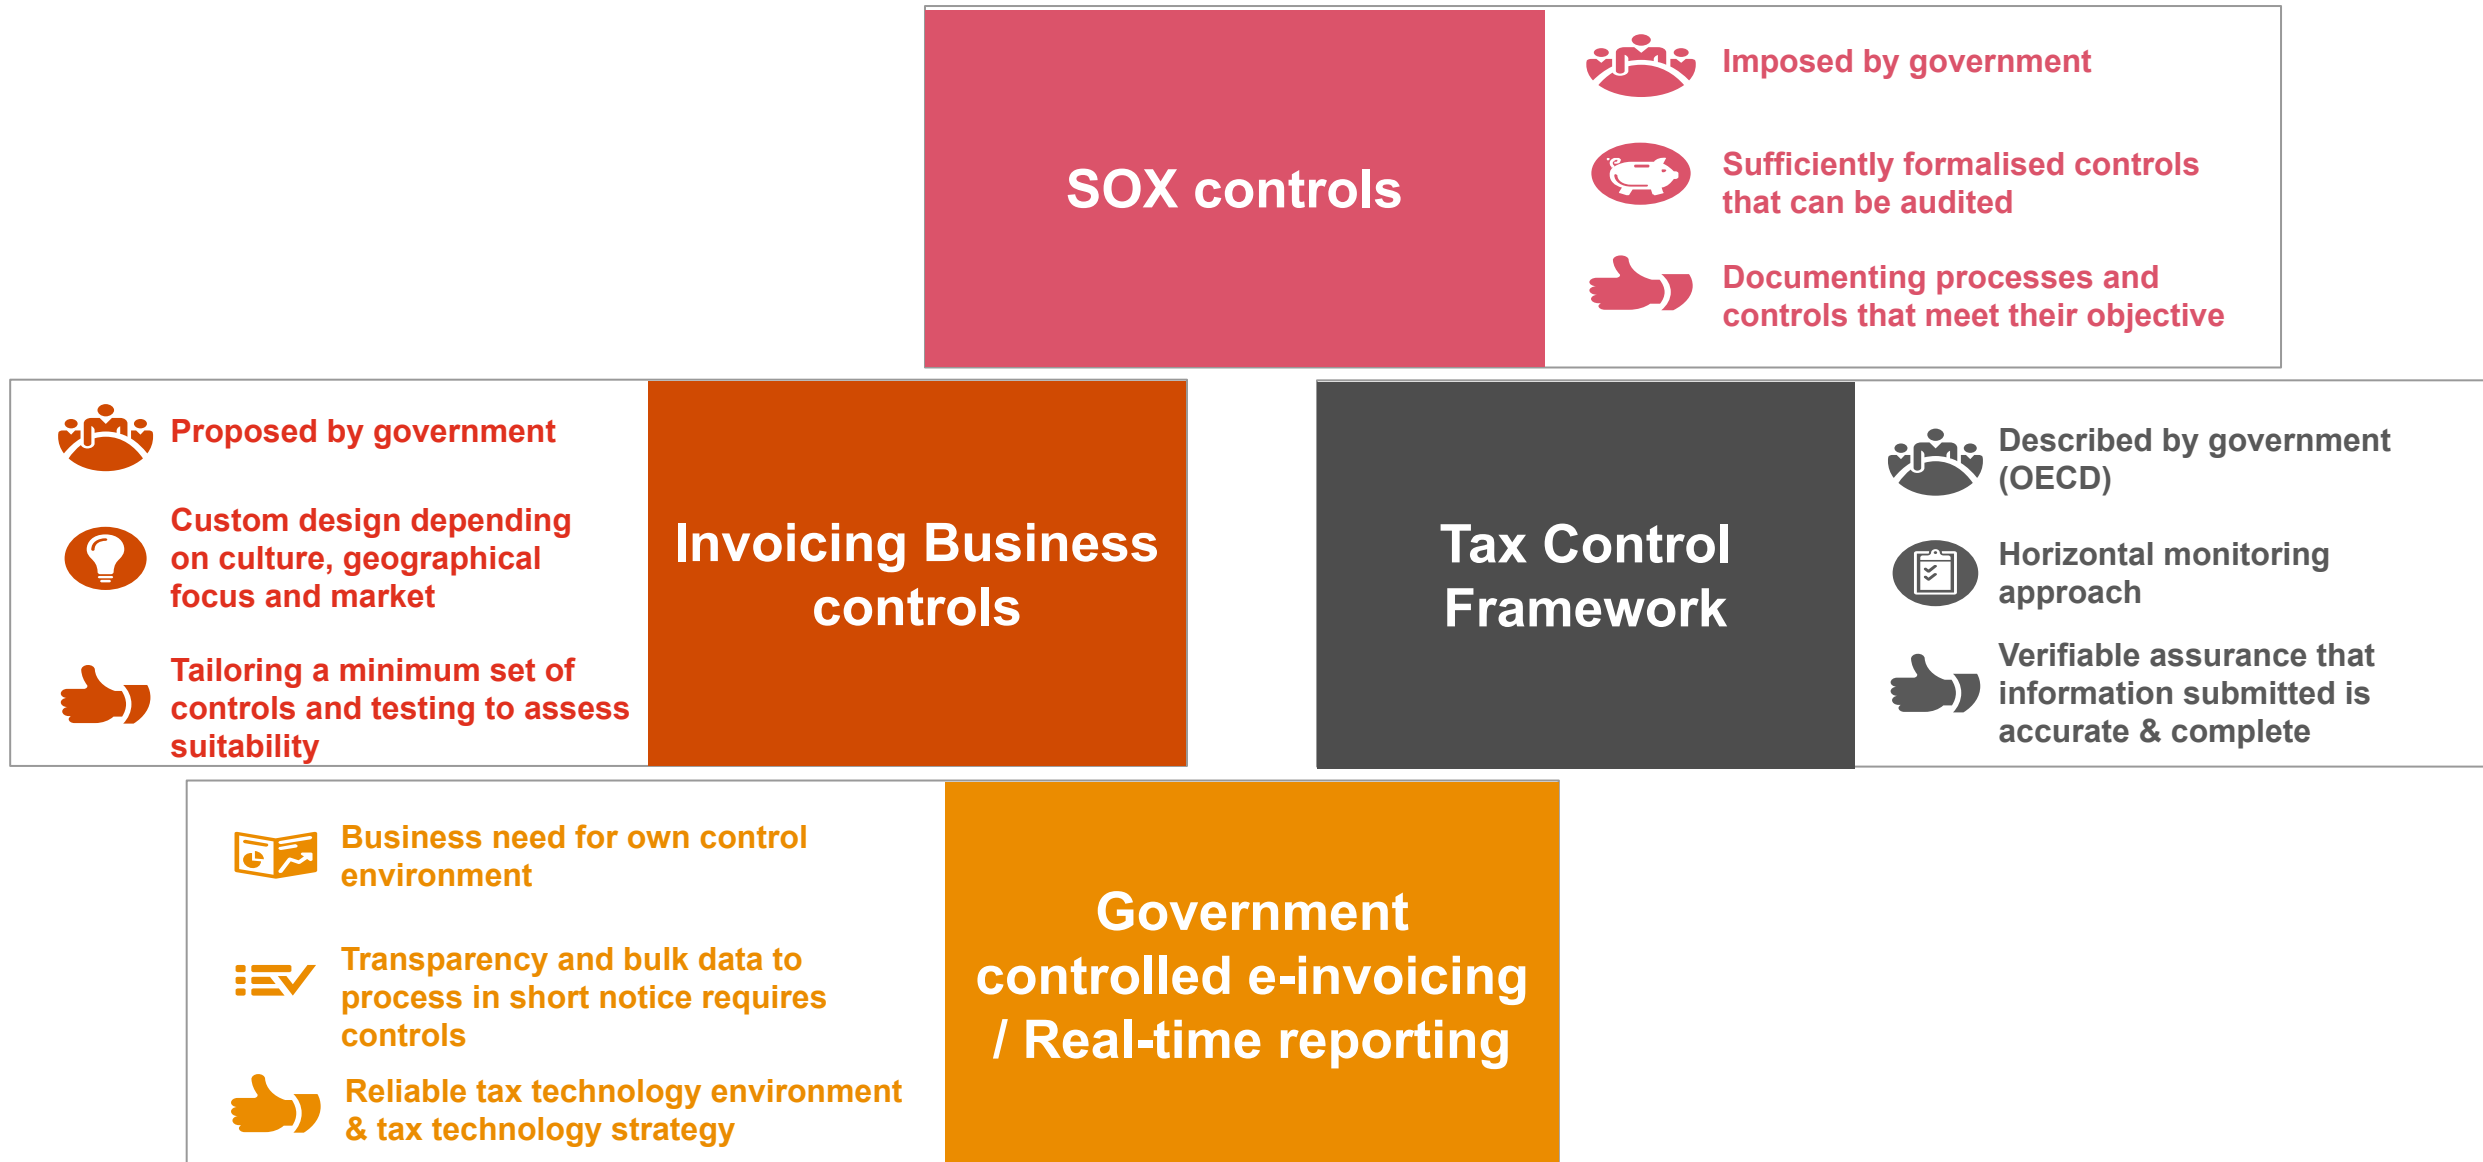 SOX controls
Imposed by government
Sufficiently formalised controls
that can be audited
Documenting processes and
controls that meet their objective
Proposed by government
Custom design depending
on culture, geographical
focus and market
Tailoring a minimum set of
controls and testing to assess
suitability
Invoicing Business
controls
Tax Control
Framework
Described by government
(OECD)
Horizontal monitoring
approach
Verifiable assurance that
information submitted is
accurate & complete
Business need for own control
environment
Transparency and bulk data to
process in short notice requires
controls
Reliable tax technology environment
& tax technology strategy
Government
controlled e-invoicing
/ Real-time reporting